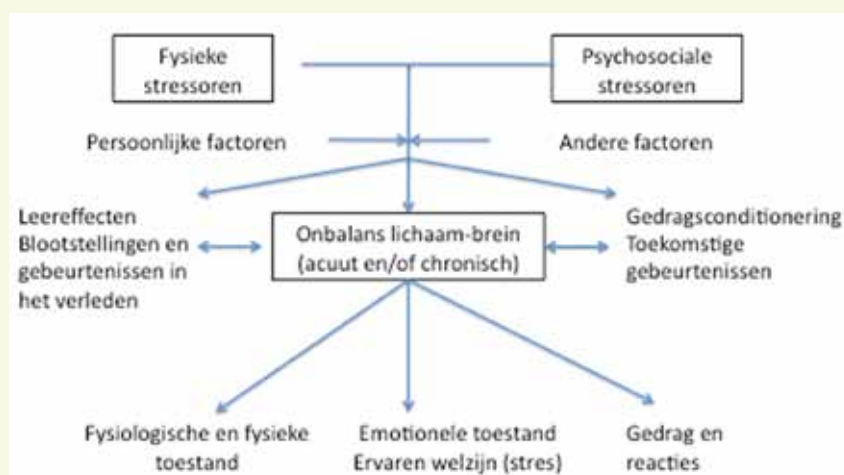 Fysieke
stressoren
Psychosociale
stressoren
Persoonlijke factoren
Andere factoren
Leereffecten
Blootstellingen en
gebeurtenissen in
het verleden
Onbalans lichaam-brein
(acuut en/of chronisch)
Gedragsconditionering
Toekomstige
gebeurtenissen
Fysiologische en fysieke
toestand
Emotionele toestand
Ervaren welzijn (stres)
Gedrag en
reacties